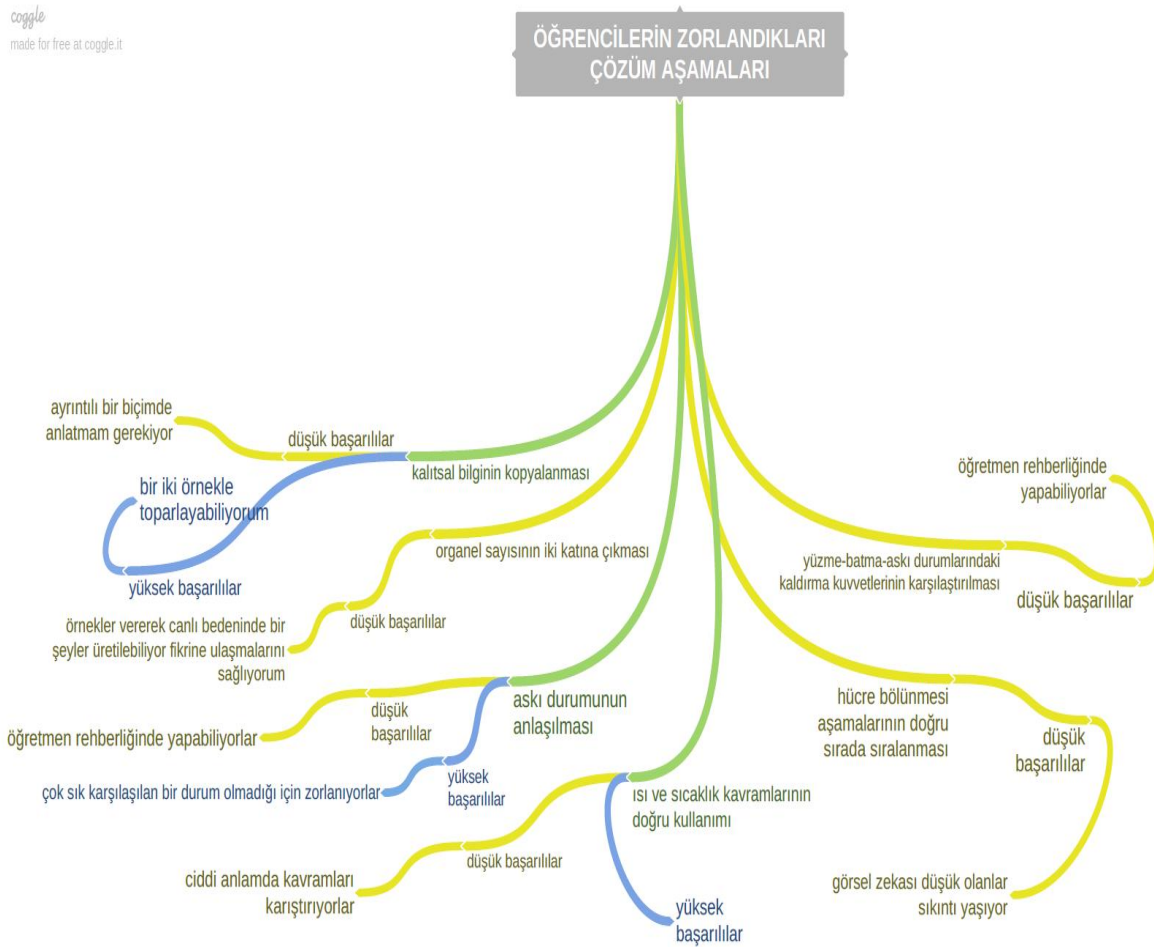 coggle
made for free at coggle.it
ÖĞRENCİLERİN ZORLANDIKLARI
ÇÖZÜM AŞAMALARI
ayrıntılı bir biçimde
anlatmam gerekiyor
düşük başarılılar
kalıtsal bilginin kopyalanması
bir iki örnekle
toparlayabiliyorum
yüksek başarılılar
organel sayısının iki katına çıkması
düşük başarılılar
örnekler vererek canlı bedeninde bir
şeyler üretilebiliyor fikrine ulaşmalarını
sağlıyorum
askı durumunun
anlaşılması
düşük
başarılılar
öğretmen rehberliğinde yapabiliyorlar
yüksek
başarılılar
çok sık karşılaşılan bir durum olmadığı için zorlanıyorlar
ısı ve sıcaklık kavramlarının
doğru kullanımı
düşük başarılılar
ciddi anlamda kavramları
karıştırıyorlar
yüksek
başarılılar
öğretmen rehberliğinde
yapabiliyorlar
yüzme-batma-askı durumlarındaki
kaldırma kuvvetlerinin karşılaştırılması
düşük başarılılar
hücre bölünmesi
aşamalarının doğru
sırada sıralanması
düşük
başarılılar
görsel zekası düşük olanlar
sıkıntı yaşıyor